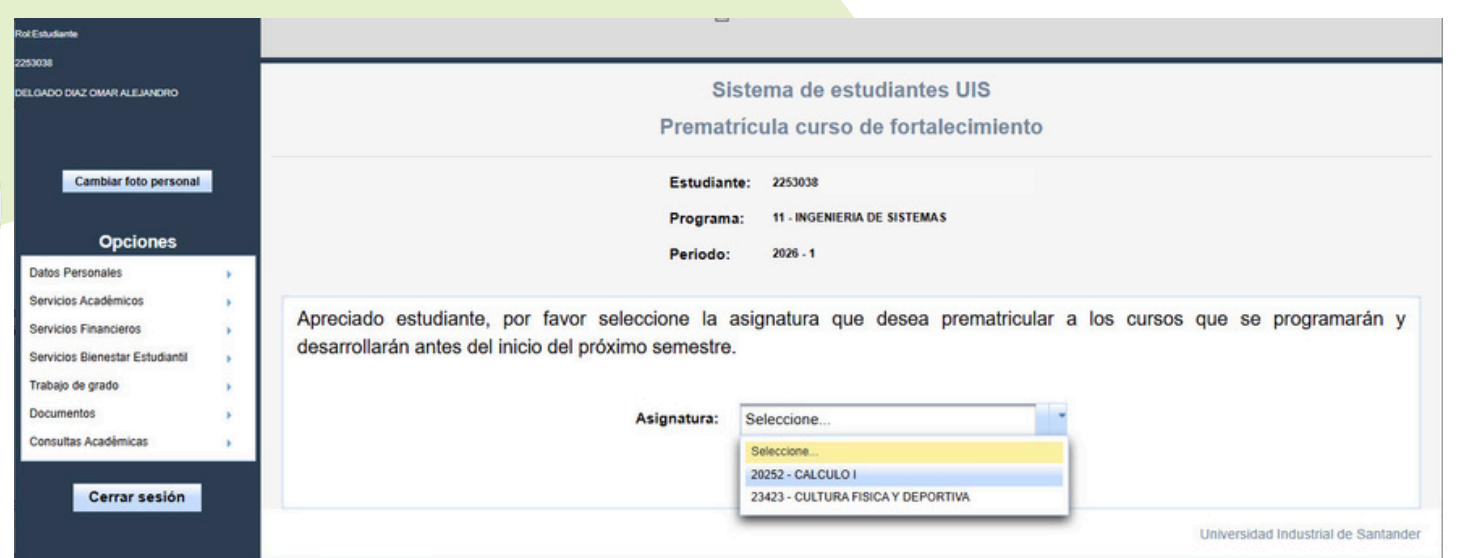 Rol:Estudiante
2253038
DELGADO DIAZ OMAR ALEJANDRO
Cambiar foto personal
Opciones
Datos Personales
Servicios Académicos
Servicios Financieros
Servicios Bienestar Estudiantil
Trabajo de grado
Documentos
Consultas Académicas
Cerrar sesión
Sistema de estudiantes UIS
Prematrícula curso de fortalecimiento
Estudiante: 2253038
Programa: 11 - INGENIERIA DE SISTEMAS
Periodo: 2026 - 1
Apreciado estudiante, por favor seleccione la asignatura que desea prematricular a los cursos que se programarán y
desarrollarán antes del inicio del próximo semestre.
Asignatura: Seleccione...
Seleccione...
20252 - CALCULO I
23423 - CULTURA FISICA Y DEPORTIVA
Universidad Industrial de Santander